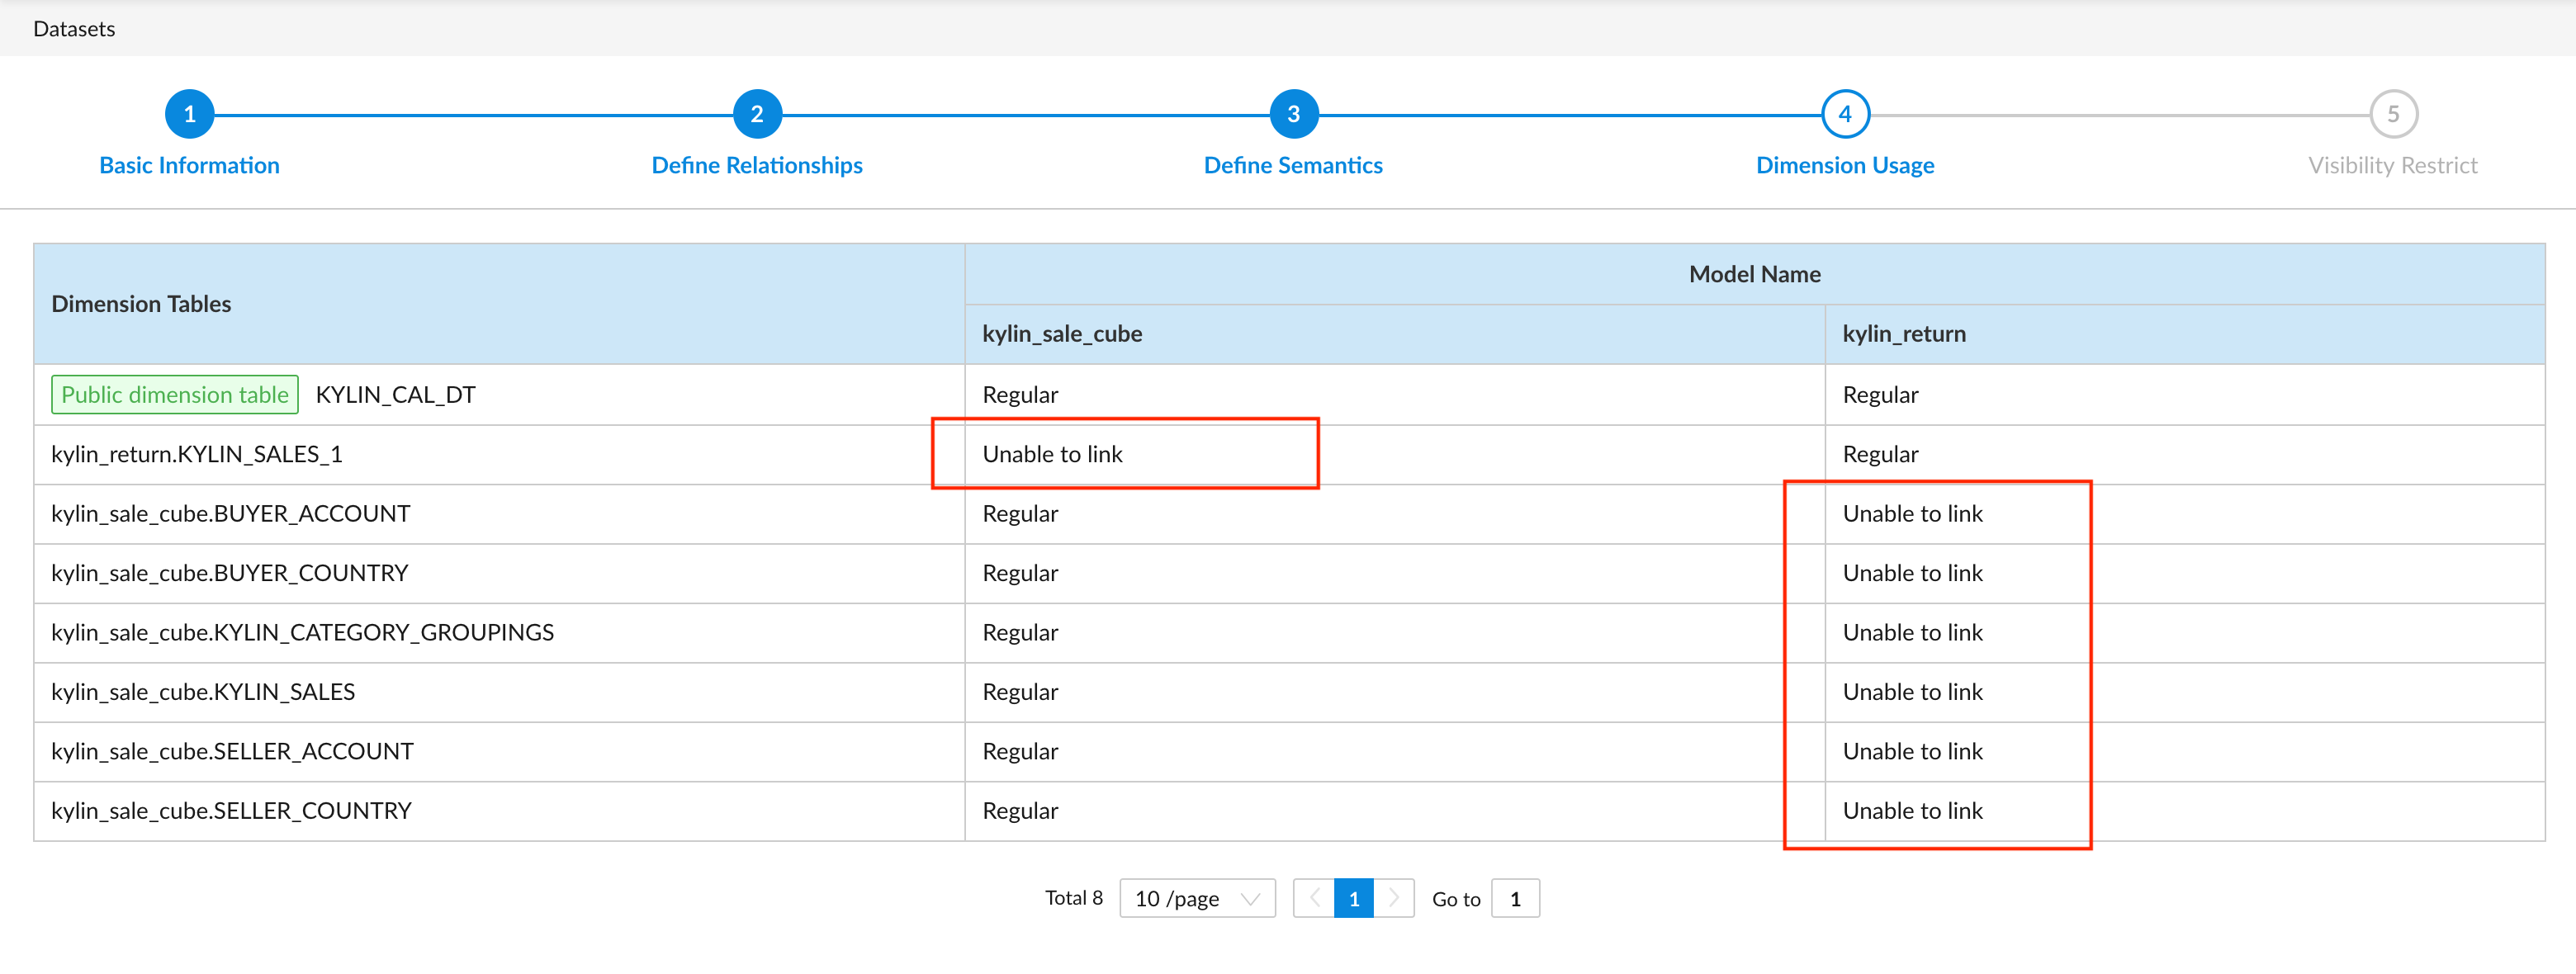 Datasets
1 2 3 4 5
Basic Information Define Relationships Define Semantics Dimension Usage Visibility Restrict
Dimension Tables Model Name
kylin_sale_cube kylin_return
Public dimension table KYLIN_CAL_DT Regular Regular
kylin_return.KYLIN_SALES_1 Unable to link Regular
kylin_sale_cube.BUYER_ACCOUNT Regular Unable to link
kylin_sale_cube.BUYER_COUNTRY Regular Unable to link
kylin_sale_cube.KYLIN_CATEGORY_GROUPINGS Regular Unable to link
kylin_sale_cube.KYLIN_SALES Regular Unable to link
kylin_sale_cube.SELLER_ACCOUNT Regular Unable to link
kylin_sale_cube.SELLER_COUNTRY Regular Unable to link
Total 8 10 /page 1 Go to 1